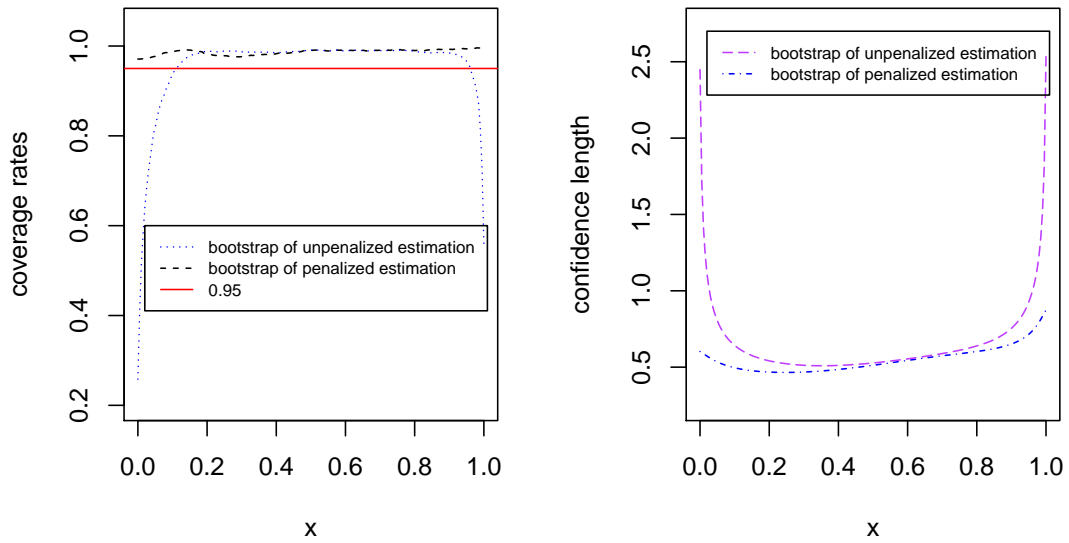 coverage rates
1.0
0.8
0.6
0.4
0.2
bootstrap of unpenalized estimation
bootstrap of penalized estimation
0.95
0.0 0.2 0.4 0.6 0.8 1.0
x
confidence length
2.5
2.0
1.5
1.0
0.5
bootstrap of unpenalized estimation
bootstrap of penalized estimation
0.0 0.2 0.4 0.6 0.8 1.0
x